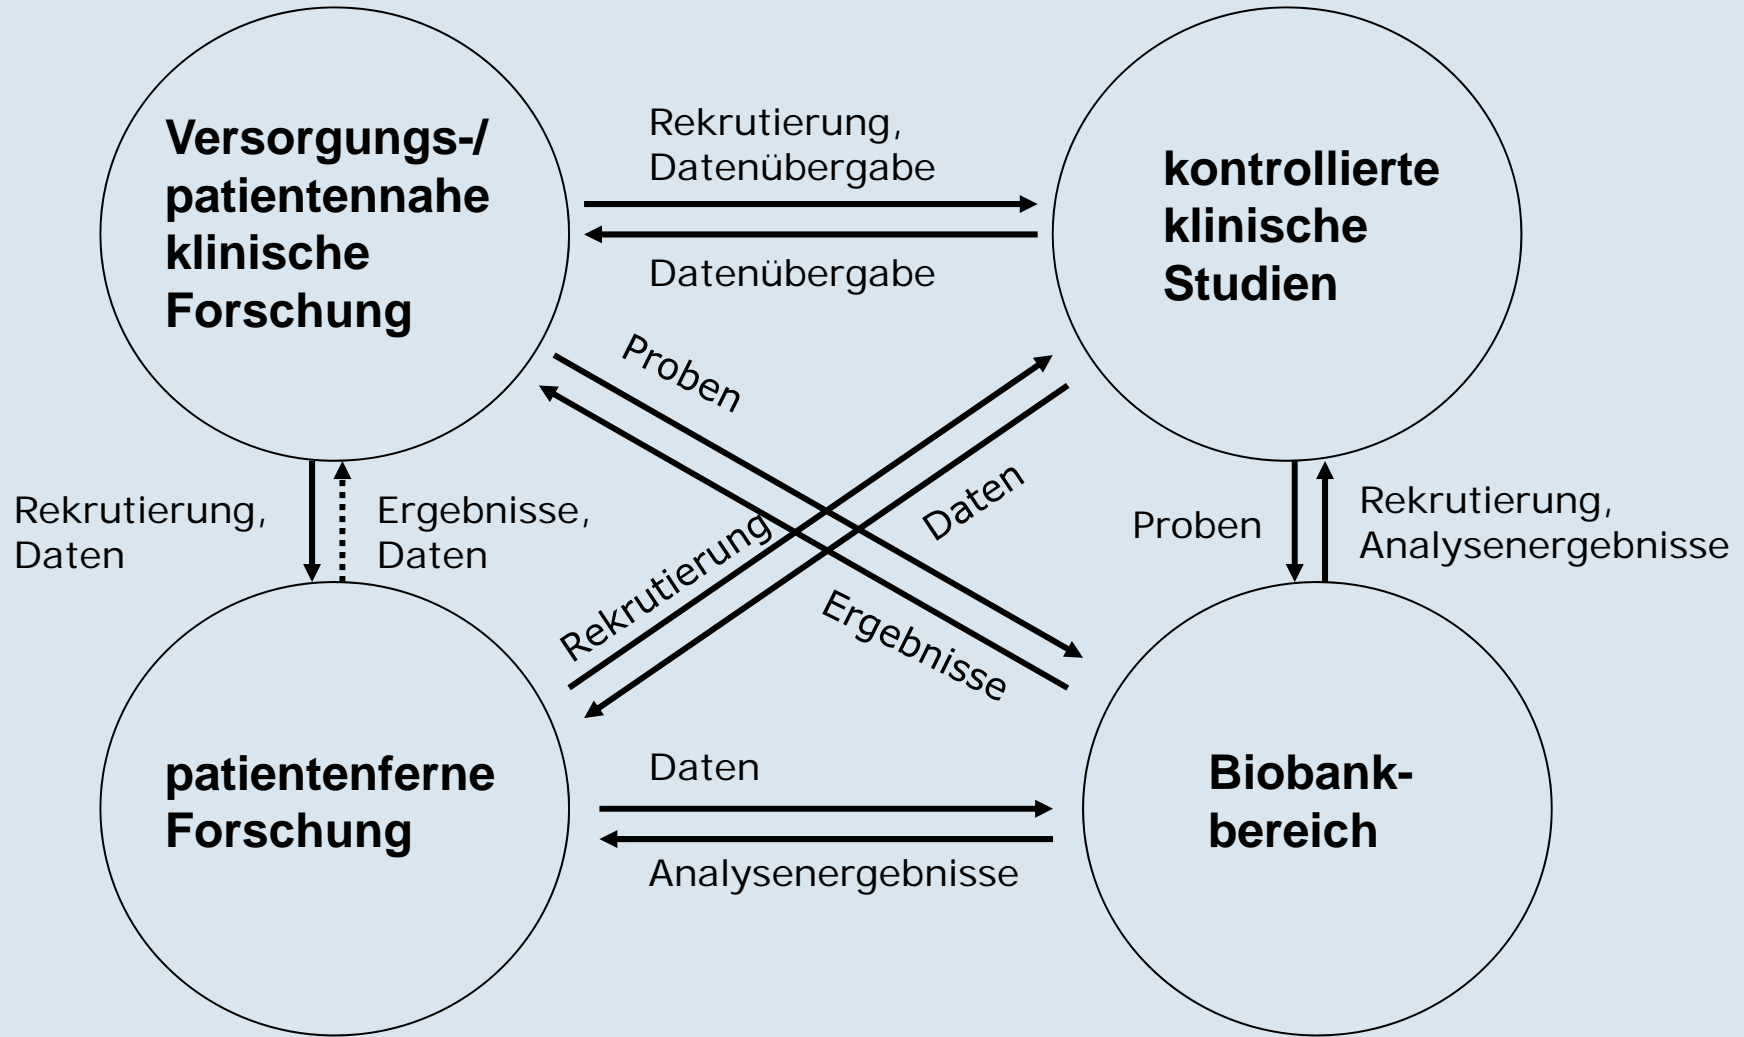 Versorgungs-/
patientennahe
klinische
Forschung
Rekrutierung,
Datenübergabe
Datenübergabe
kontrollierte
klinische
Studien
Proben
Daten
Rekrutierung
Ergebnisse
Rekrutierung,
Daten
Ergebnisse,
Daten
Proben
Rekrutierung,
Analysenergebnisse
patientenferne
Forschung
Daten
Analysenergebnisse
Biobank-
bereich